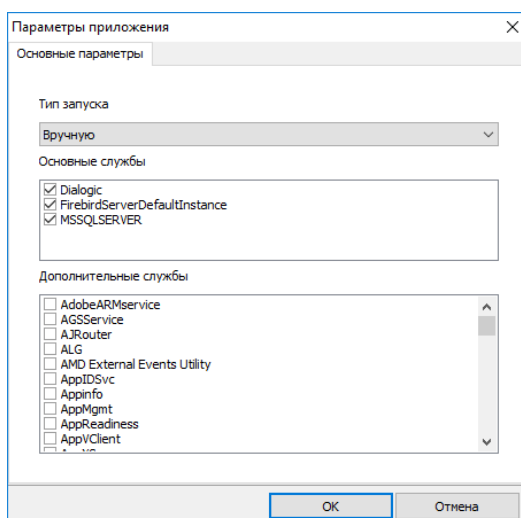 Параметры приложения
Основные параметры
Тип запуска
Вручную
Основные службы
Dialogic
FirebirdServerDefaultInstance
MSSQLSERVER
Дополнительные службы
AdobeARMservice
AGSService
AJRouter
ALG
AMD External Events Utility
AppIDSvc
Appinfo
AppMgmt
AppReadiness
AppVClient
OK
Отмена